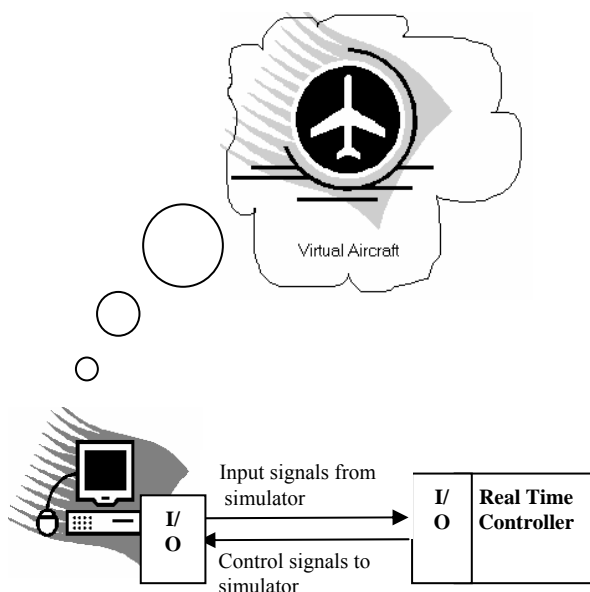 Virtual Aircraft
Input signals from
simulator
I/
O
I/
O
Real Time
Controller
Control signals to
simulator